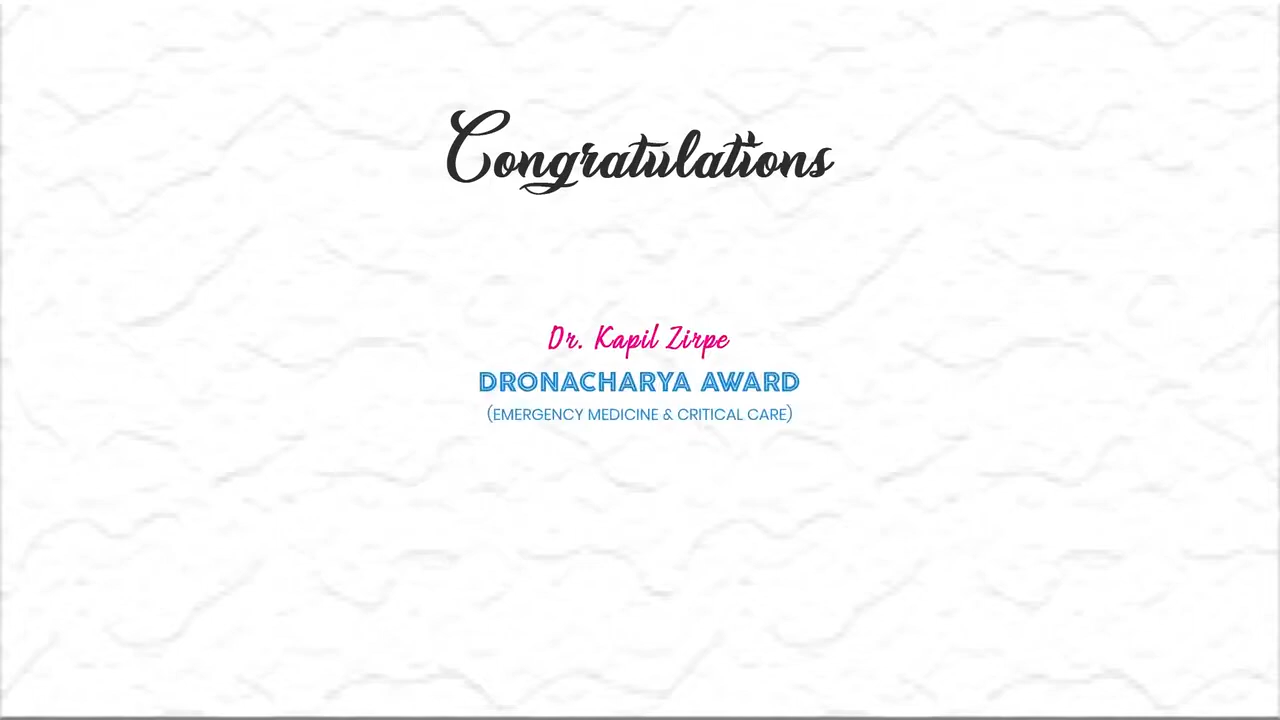 Congratulations
Dr. Kapil Zirpe
DRONACHARYA AWARD
(EMERGENCY MEDICINE & CRITICAL CARE)